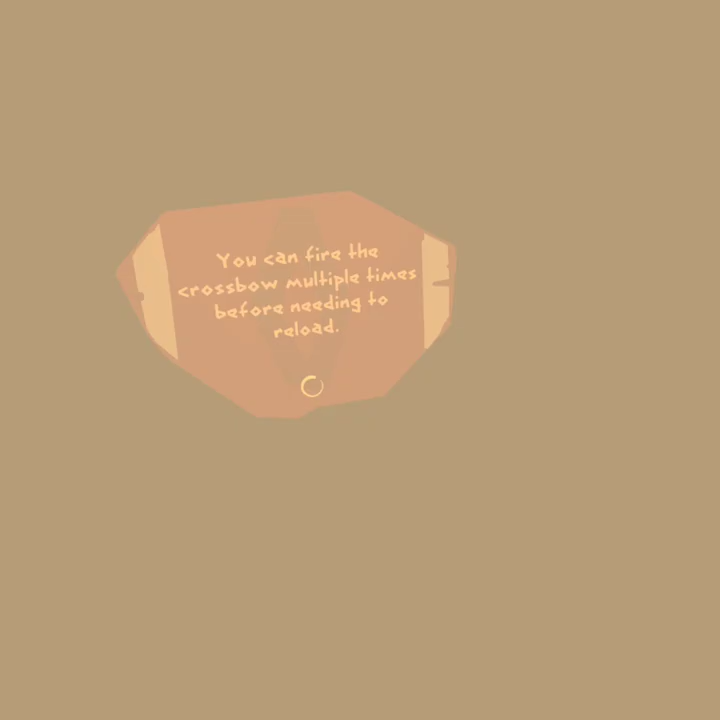 You can fire the
crossbow multiple times
before needing to
reload.